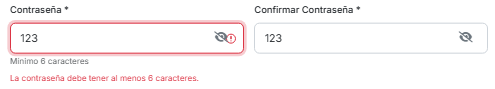 Contraseña *
Confirmar Contraseña *
123
123
Mínimo 6 caracteres
La contraseña debe tener al menos 6 caracteres.